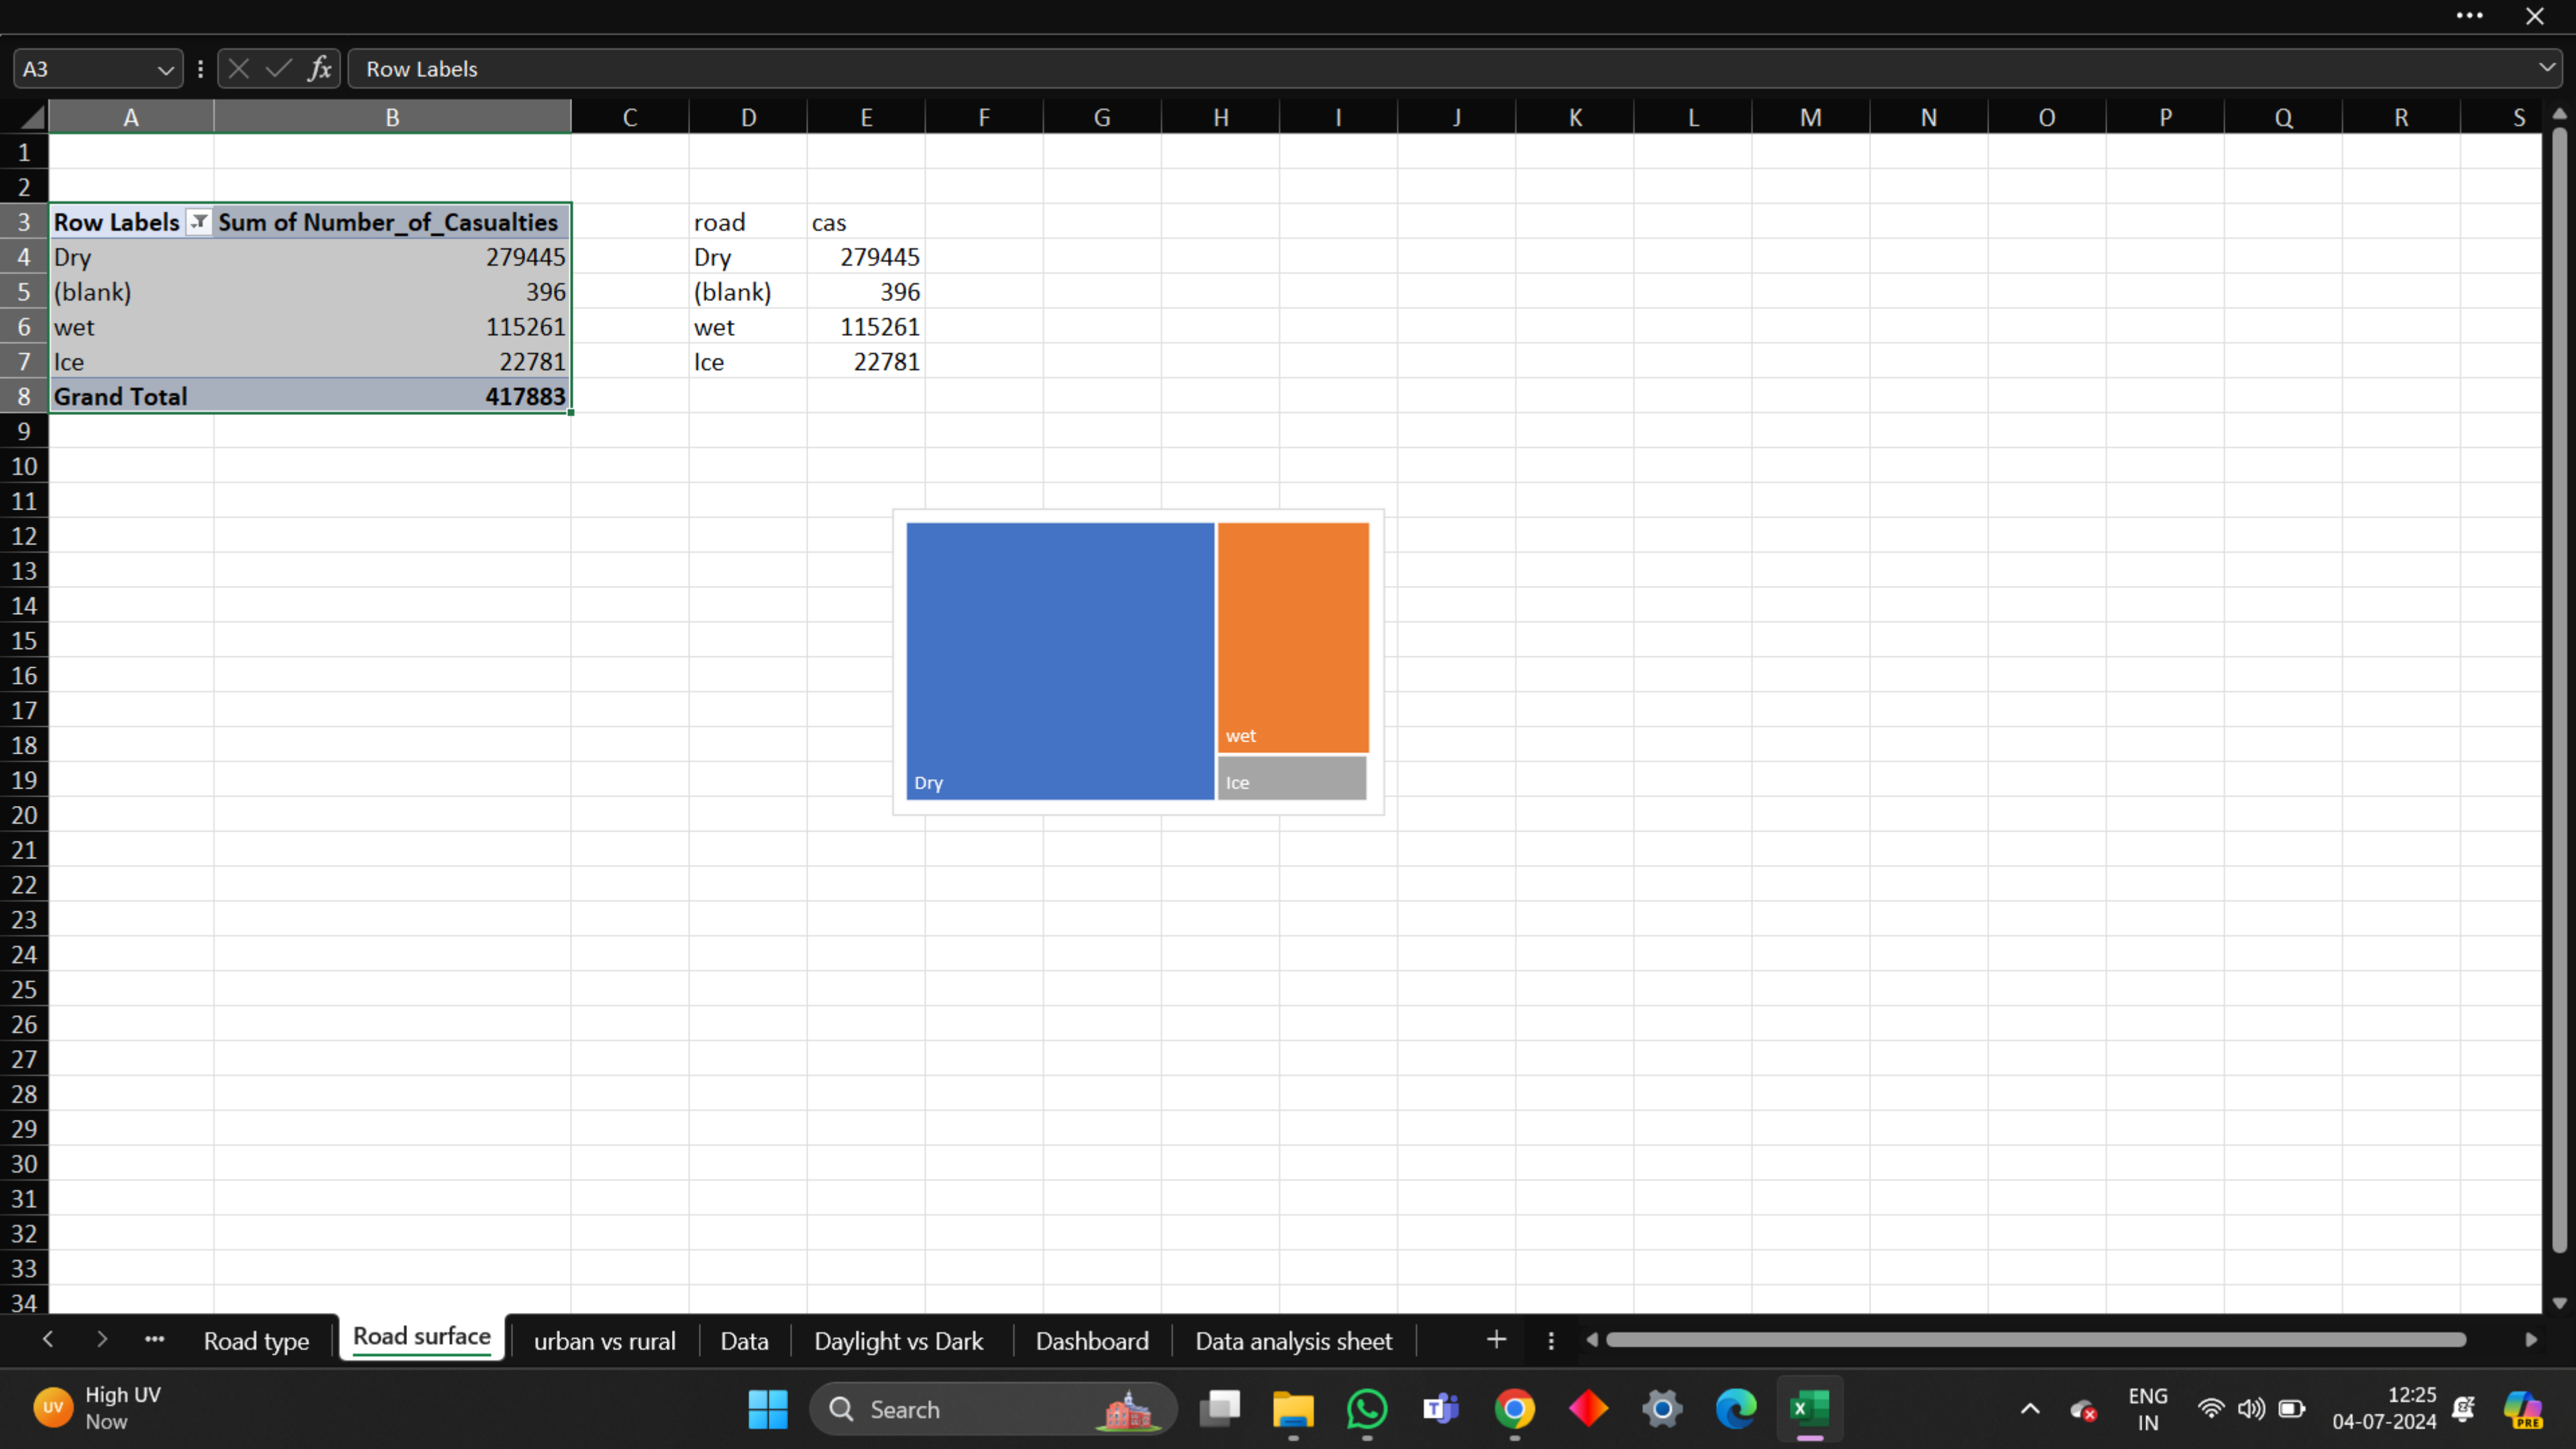 A3 fx Row Labels
A B C D E F G H I J K L M N O P Q R S
1
2
3 Row Labels Sum of Number_of_Casualties road cas
4 Dry 279445 Dry 279445
5 (blank) 396 (blank) 396
6 wet 115261 wet 115261
7 Ice 22781 Ice 22781
8 Grand Total 417883
9
10
11
12
13
14
15
16
17
18
19
20
21
22
23
24
25
26
27
28
29
30
31
32
33
34
wet
Dry Ice
Road type Road surface urban vs rural Data Daylight vs Dark Dashboard Data analysis sheet
UV High UV
Now
Search
ENG
IN
12:25
04-07-2024
PRE